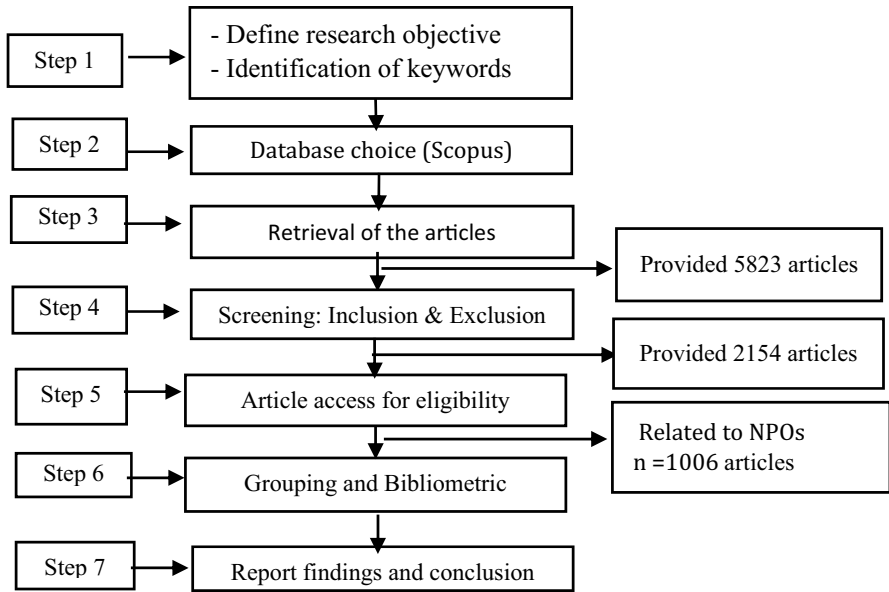 Step 1
- Define research objective
- Identification of keywords
Step 2
Database choice (Scopus)
Step 3
Retrieval of the articles
Provided 5823 articles
Step 4
Screening: Inclusion & Exclusion
Provided 2154 articles
Step 5
Article access for eligibility
Related to NPOs
n =1006 articles
Step 6
Grouping and Bibliometric
Step 7
Report findings and conclusion